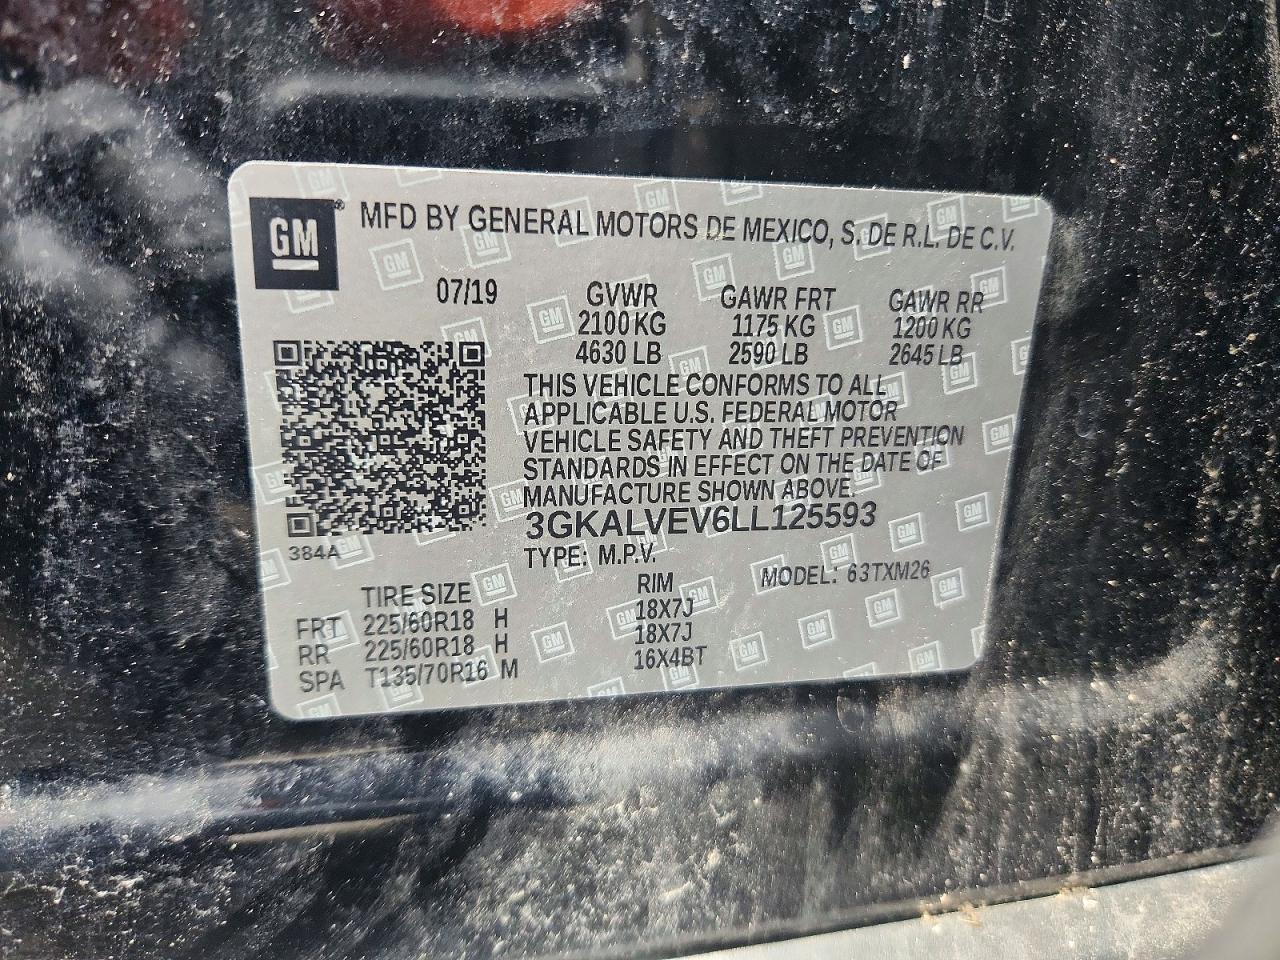 GM® MFD BY GENERAL MOTORS DE MEXICO, S. DE R.L. DE C.V.
07/19 GVWR GAWR FRT GAWR RR
2100 KG 1175 KG 1200 KG
4630 LB 2590 LB 2645 LB
THIS VEHICLE CONFORMS TO ALL
APPLICABLE U.S. FEDERAL MOTOR
VEHICLE SAFETY AND THEFT PREVENTION
STANDARDS IN EFFECT ON THE DATE OF
MANUFACTURE SHOWN ABOVE.
3GKALVEV6LL125593
384A
TYPE: M.P.V. MODEL: 63TXM26
TIRE SIZE RIM
FRT 225/60R18 H 18X7J
RR 225/60R18 H 18X7J
SPA T135/70R16 M 16X4BT